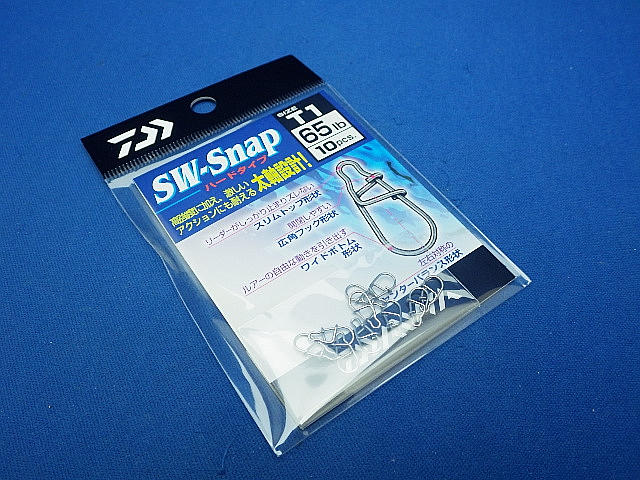 SIZE
T1
65lb
10pcs.
SW-Snap
ハードタイプ
高強度に加え、激しい
アクションにも耐える
太軸設計!
リーダーがしっかり止まりズレない
スリムトップ形状
開閉しやすい
広角フック形状
ルアーの自由な動きを引き出す
ワイドボトム
形状
左右対称の
ンターバランス形状